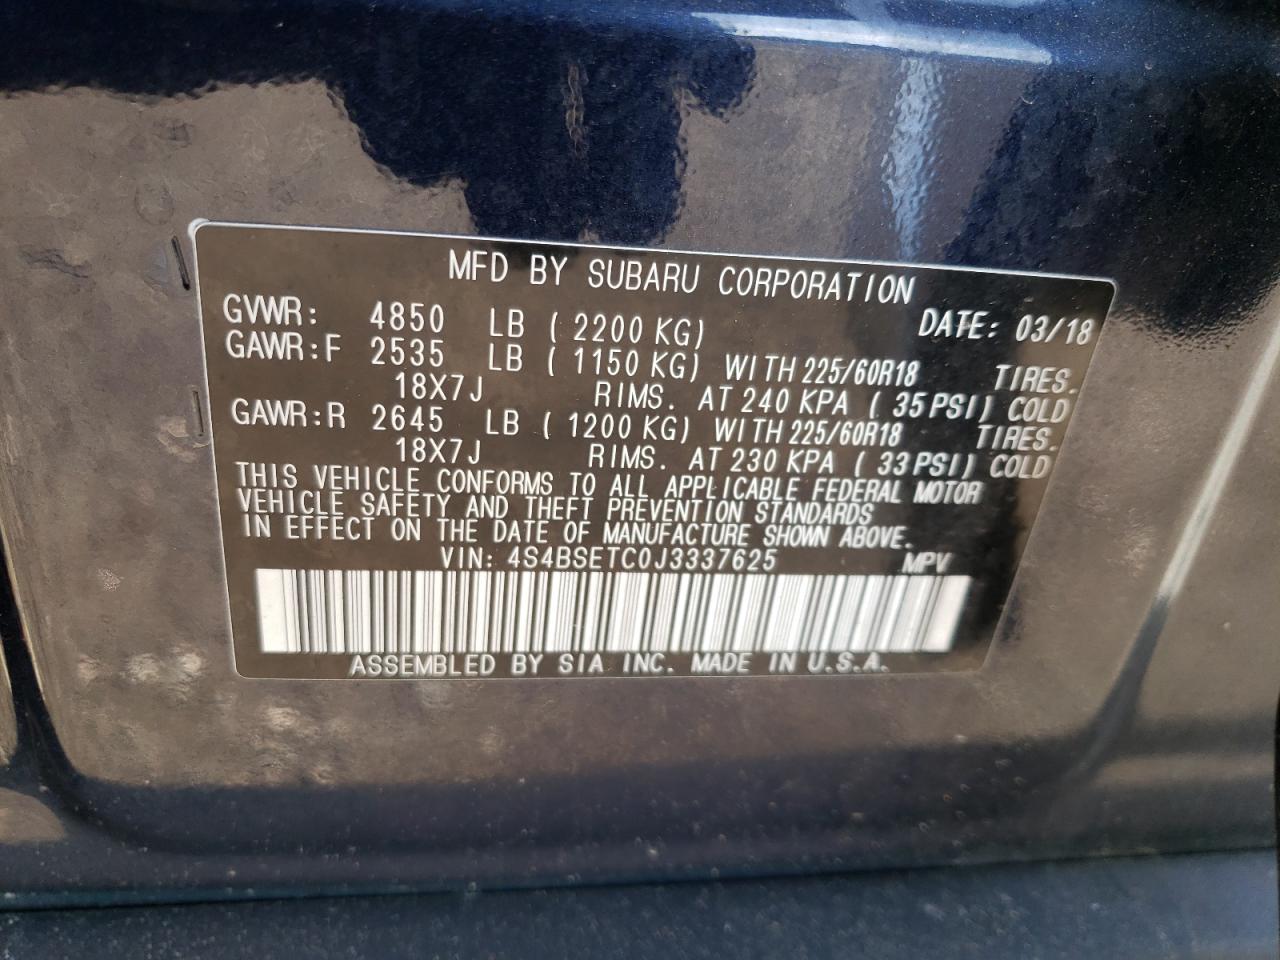 MFD BY SUBARU CORPORATION
GVWR: 4850 LB ( 2200 KG) DATE: 03/18
GAWR:F 2535 LB ( 1150 KG) WITH 225/60R18 TIRES.
18X7J RIMS. AT 240 KPA ( 35 PSI) COLD
GAWR:R 2645 LB ( 1200 KG) WITH 225/60R18 TIRES.
18X7J RIMS. AT 230 KPA ( 33 PSI) COLD
THIS VEHICLE CONFORMS TO ALL APPLICABLE FEDERAL MOTOR
VEHICLE SAFETY AND THEFT PREVENTION STANDARDS
IN EFFECT ON THE DATE OF MANUFACTURE SHOWN ABOVE.
VIN: 4S4BSETC0J3337625 MPV
ASSEMBLED BY SIA INC. MADE IN U.S.A.